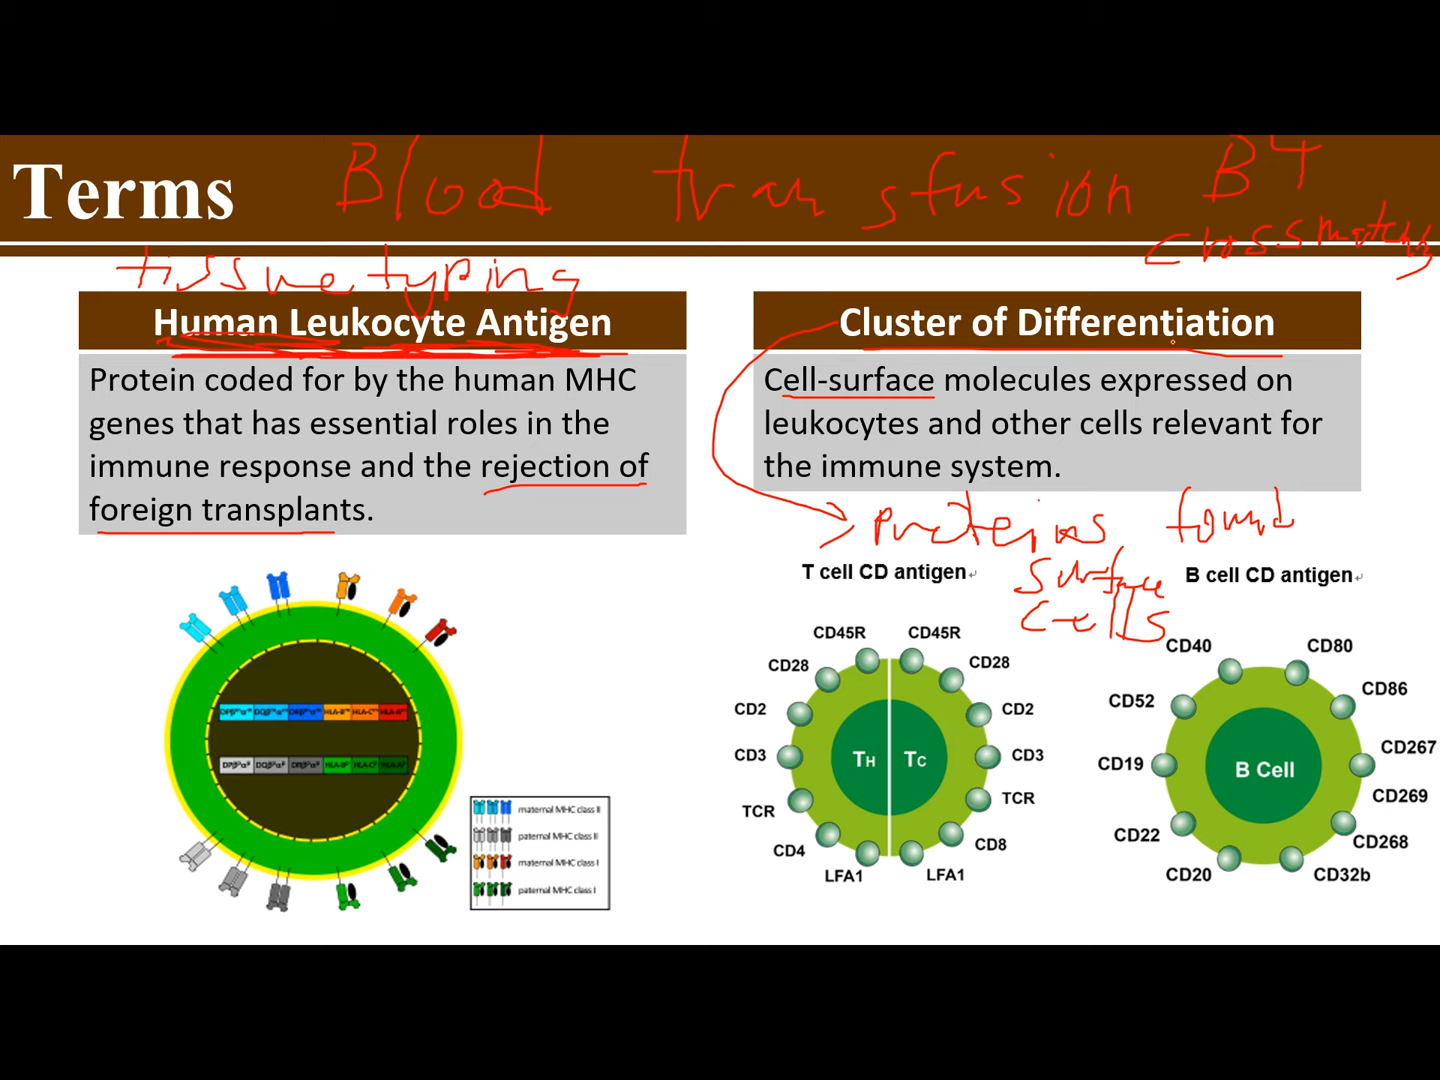 Terms
Blood transfusion B4
crossmatching
tissue typing
Human Leukocyte Antigen
Protein coded for by the human MHC
genes that has essential roles in the
immune response and the rejection of
foreign transplants.
maternal MHC class II
paternal MHC class II
maternal MHC class I
paternal MHC class I
Cluster of Differentiation
Cell-surface molecules expressed on
leukocytes and other cells relevant for
the immune system.
proteins found
surface
cells
T cell CD antigen
CD45R CD45R
CD28 CD28
CD2 CD2
CD3 CD3
TH TC
TCR TCR
CD4 CD8
LFA1 LFA1
B cell CD antigen
CD40 CD80
CD52 CD86
CD19 CD267
B Cell
CD269
CD22 CD268
CD20 CD32b